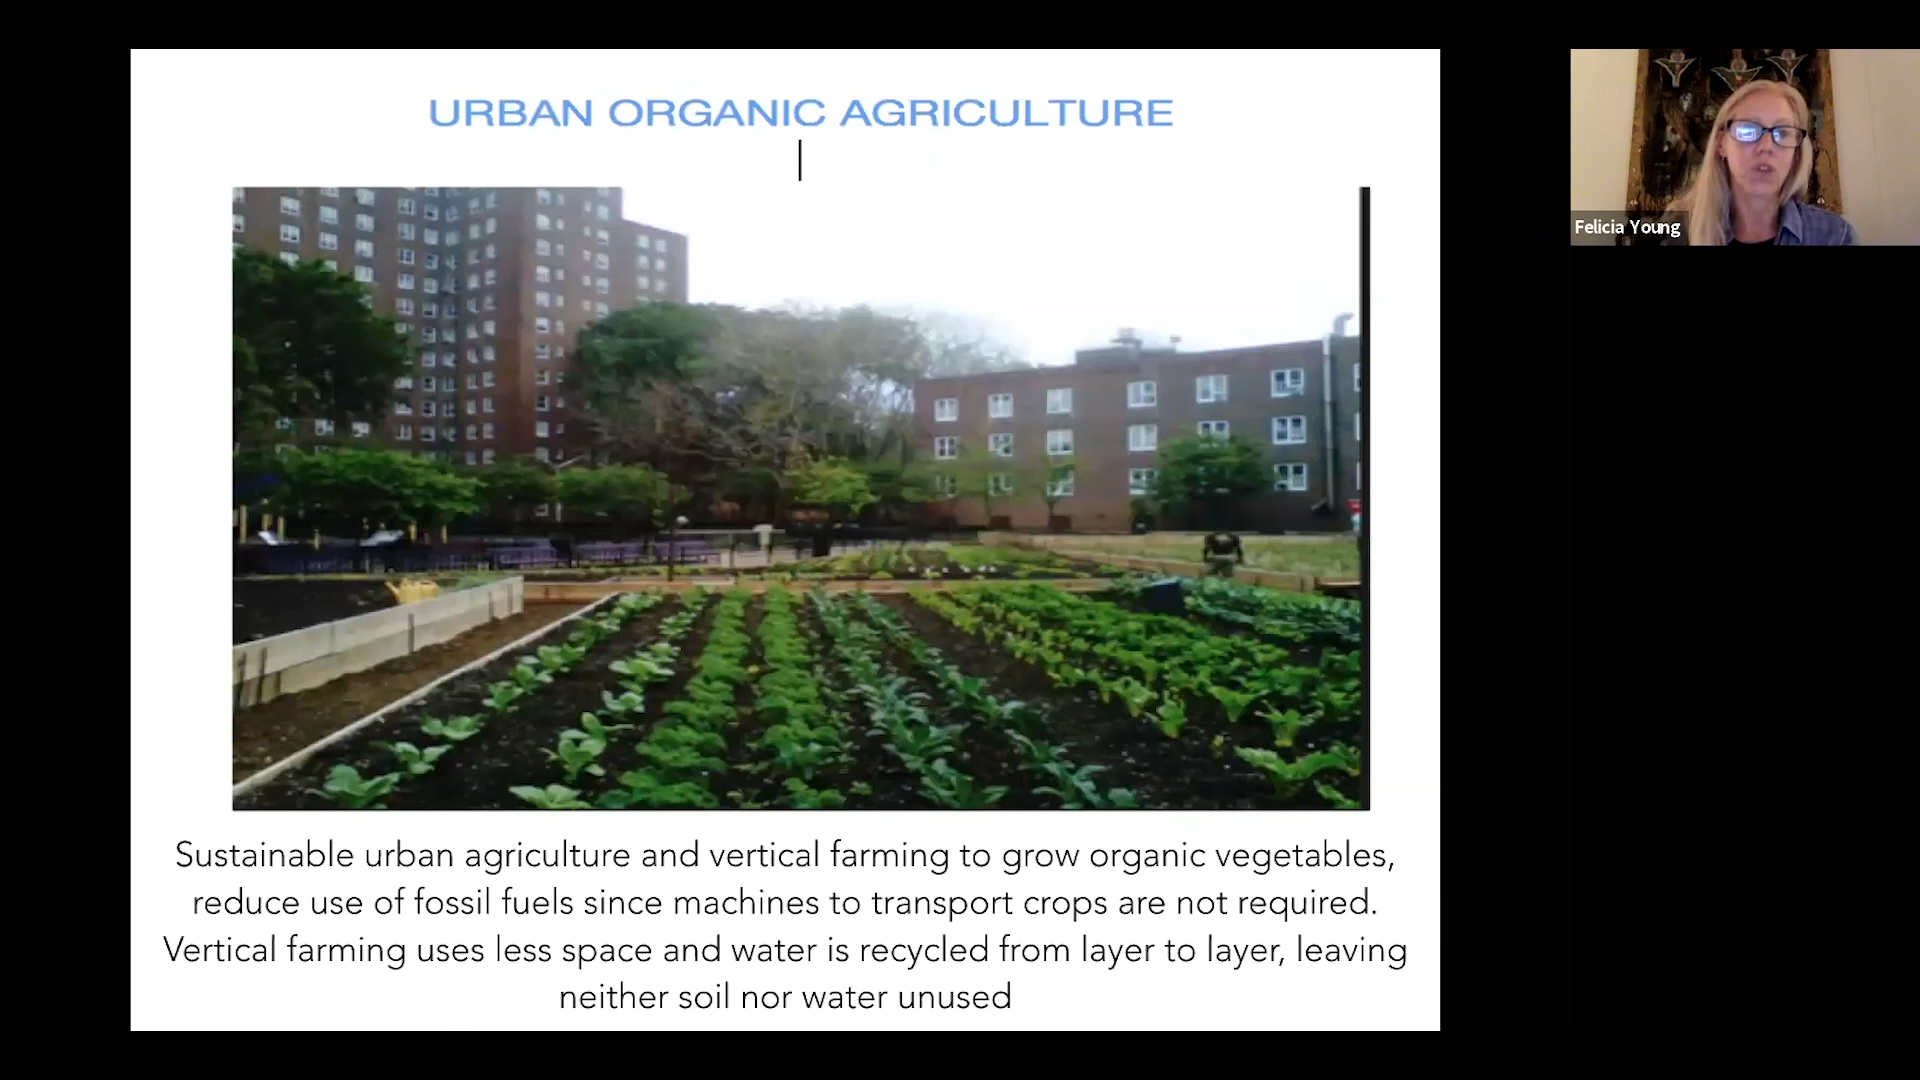 URBAN ORGANIC AGRICULTURE
Felicia Young
Sustainable urban agriculture and vertical farming to grow organic vegetables,
reduce use of fossil fuels since machines to transport crops are not required.
Vertical farming uses less space and water is recycled from layer to layer, leaving
neither soil nor water unused